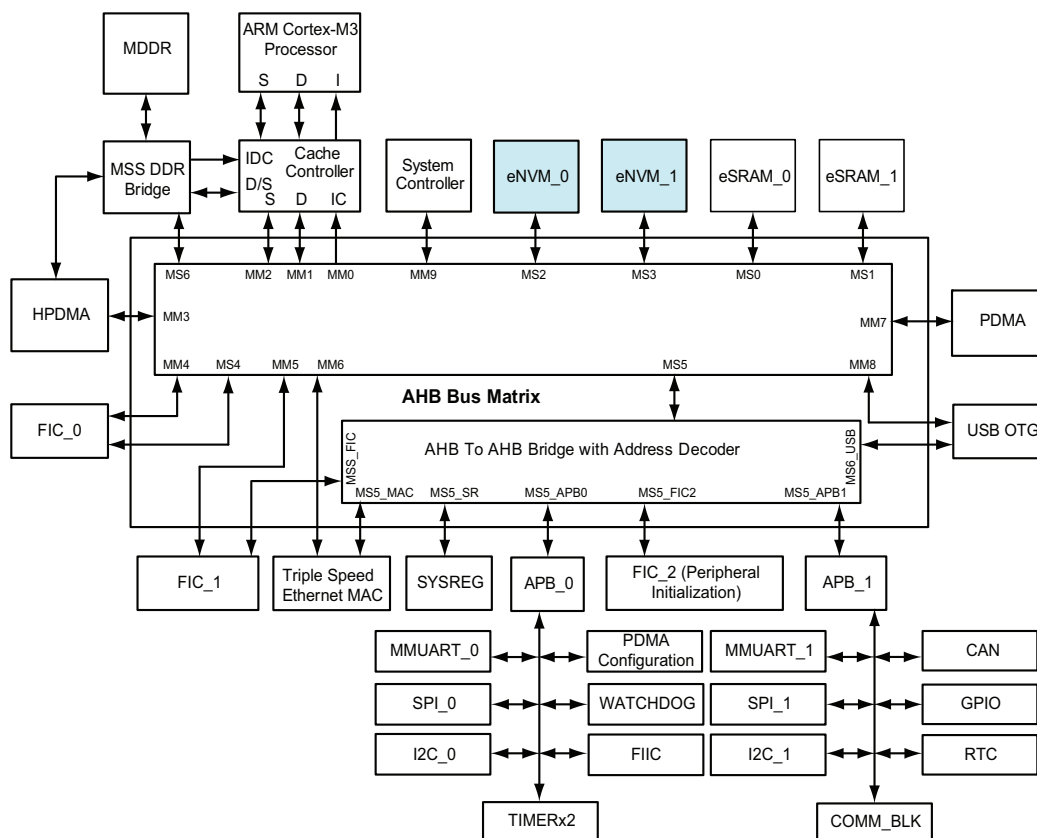 MDDR
ARM Cortex-M3
Processor
S D I
MSS DDR
Bridge
IDC
Cache
Controller
D/S
S D IC
System
Controller
eNVM_0
eNVM_1
eSRAM_0
eSRAM_1
MS6
MM2
MM1
MM0
MM9
MS2
MS3
MS0
MS1
HPDMA
MM3
MM7
PDMA
MM4
MS4
MM5
MM6
MS5
MM8
AHB Bus Matrix
FIC_0
USB OTG
MSS_FIC
AHB To AHB Bridge with Address Decoder
MS6_USB
MS5_MAC
MS5_SR
MS5_APB0
MS5_FIC2
MS5_APB1
FIC_1
Triple Speed
Ethernet MAC
SYSREG
APB_0
FIC_2 (Peripheral
Initialization)
APB_1
MMUART_0
PDMA
Configuration
MMUART_1
CAN
SPI_0
WATCHDOG
SPI_1
GPIO
I2C_0
FIIC
I2C_1
RTC
TIMERx2
COMM_BLK